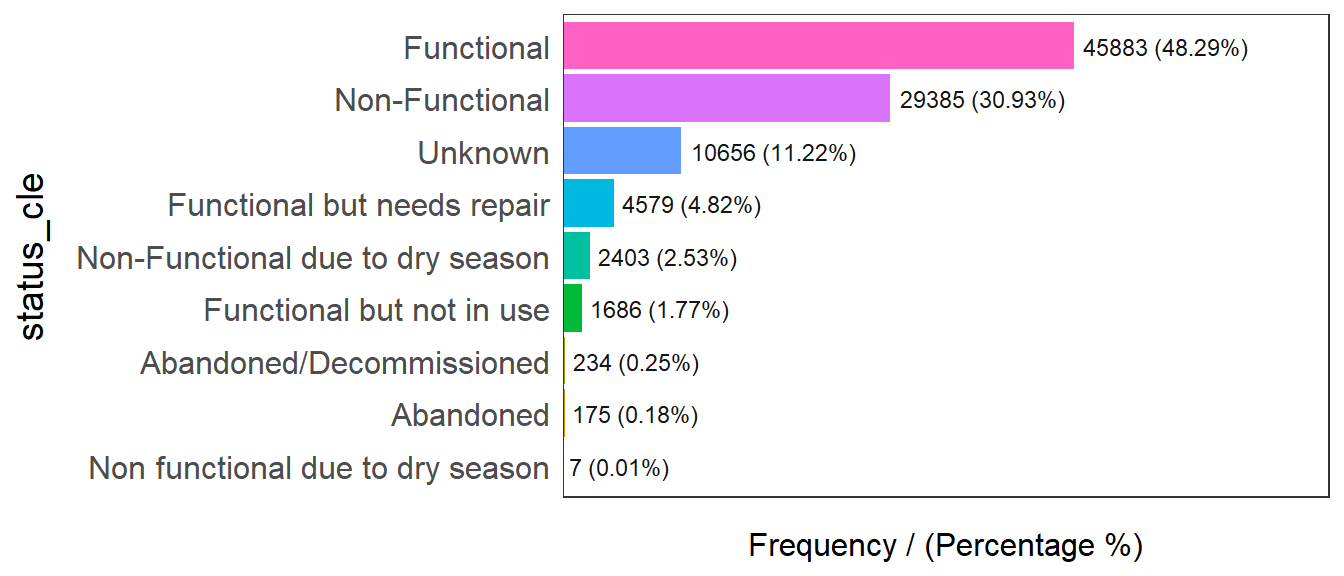 status_cle
Functional 45883 (48.29%)
Non-Functional 29385 (30.93%)
Unknown 10656 (11.22%)
Functional but needs repair 4579 (4.82%)
Non-Functional due to dry season 2403 (2.53%)
Functional but not in use 1686 (1.77%)
Abandoned/Decommissioned 234 (0.25%)
Abandoned 175 (0.18%)
Non functional due to dry season 7 (0.01%)
Frequency / (Percentage %)